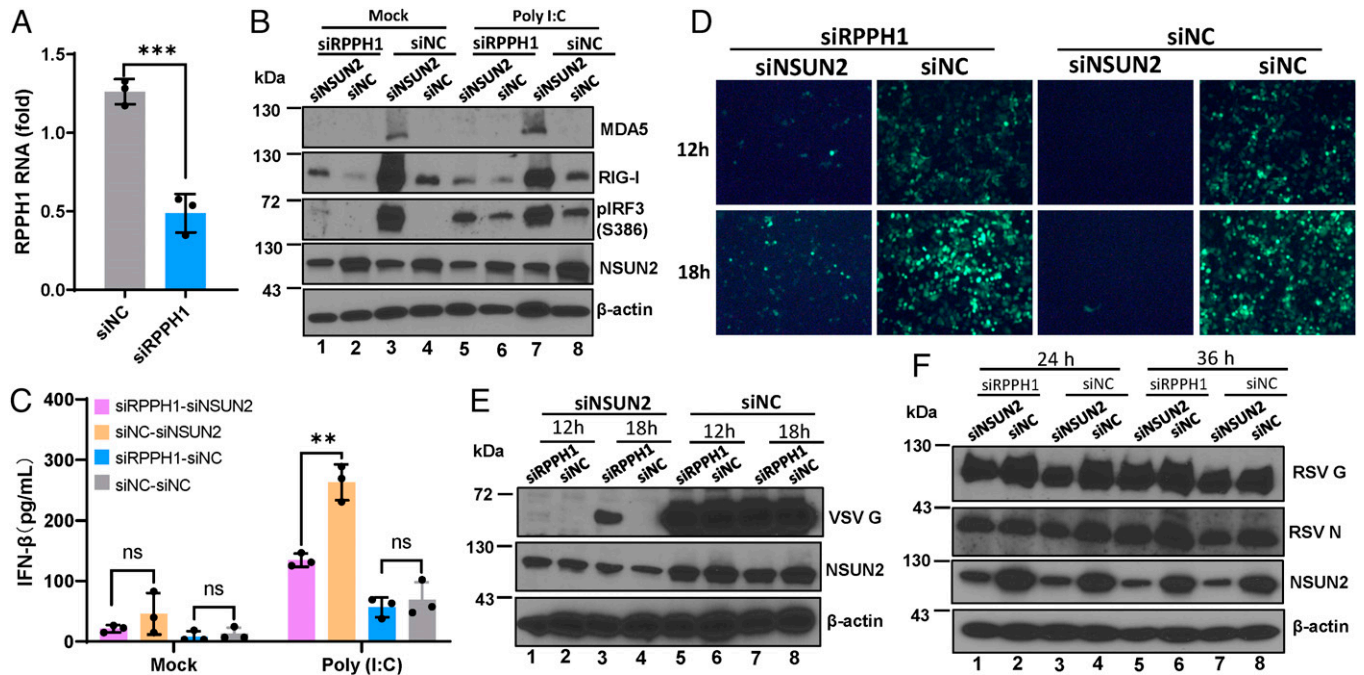 A
***
1.5
1.0
0.5
0.0
RPPH1 RNA (fold)
siNC
siRPPH1
B
Mock
Poly I:C
siRPPH1
siNC
siRPPH1
siNC
kDa
siNSUN2
siNC
siNSUN2
siNC
siNSUN2
siNC
siNSUN2
siNC
130
MDA5
130
RIG-I
72
pIRF3
(S386)
130
NSUN2
43
β-actin
1 2 3 4 5 6 7 8
D
siRPPH1
siNC
siNSUN2
siNC
siNSUN2
siNC
12h
18h
C
400
300
200
100
0
IFN-β(pg/mL)
siRPPH1-siNSUN2
siNC-siNSUN2
siRPPH1-siNC
siNC-siNC
ns
ns
**
ns
Mock
Poly (I:C)
E
siNSUN2
siNC
12h
18h
12h
18h
kDa
siRPPH1
siNC
siRPPH1
siNC
siRPPH1
siNC
siRPPH1
siNC
72
VSV G
130
NSUN2
43
β-actin
1 2 3 4 5 6 7 8
F
24 h
36 h
siRPPH1
siNC
siRPPH1
siNC
kDa
siNSUN2
siNC
siNSUN2
siNC
siNSUN2
siNC
siNSUN2
siNC
130
RSV G
43
RSV N
130
NSUN2
43
β-actin
1 2 3 4 5 6 7 8